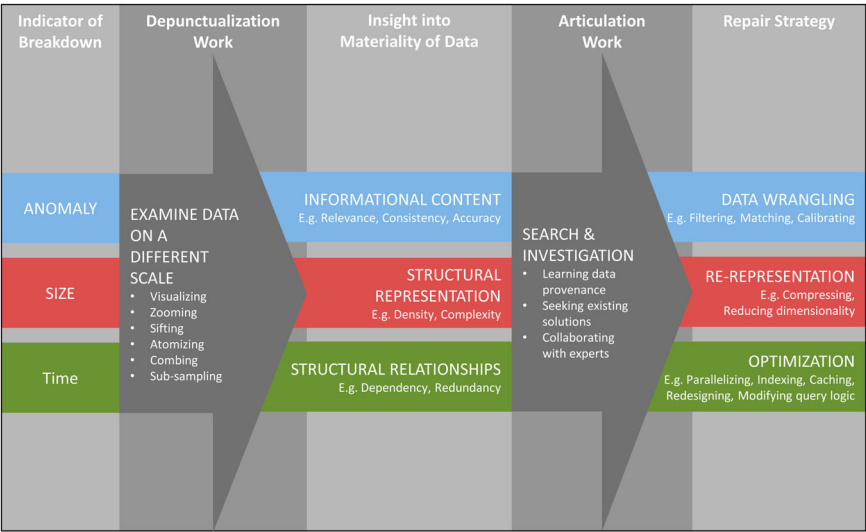 Indicator of
Breakdown
Depunctualization
Work
Insight into
Materiality of Data
Articulation
Work
Repair Strategy
ANOMALY
SIZE
Time
EXAMINE DATA
ON A
DIFFERENT
SCALE
• Visualizing
• Zooming
• Sifting
• Atomizing
• Combing
• Sub-sampling
INFORMATIONAL CONTENT
E.g. Relevance, Consistency, Accuracy
STRUCTURAL
REPRESENTATION
E.g. Density, Complexity
STRUCTURAL RELATIONSHIPS
E.g. Dependency, Redundancy
SEARCH &
INVESTIGATION
• Learning data
provenance
• Seeking existing
solutions
• Collaborating
with experts
DATA WRANGLING
E.g. Filtering, Matching, Calibrating
RE-REPRESENTATION
E.g. Compressing,
Reducing dimensionality
OPTIMIZATION
E.g. Parallelizing, Indexing, Caching,
Redesigning, Modifying query logic